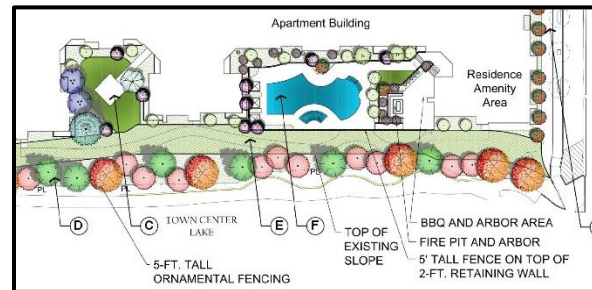 Apartment Building
Residence
Amenity
Area
PL
PL
PL
D
C
TOWN CENTER
LAKE
E
F
TOP OF
EXISTING
SLOPE
BBQ AND ARBOR AREA
FIRE PIT AND ARBOR
5' TALL FENCE ON TOP OF
2-FT. RETAINING WALL
5-FT. TALL
ORNAMENTAL FENCING